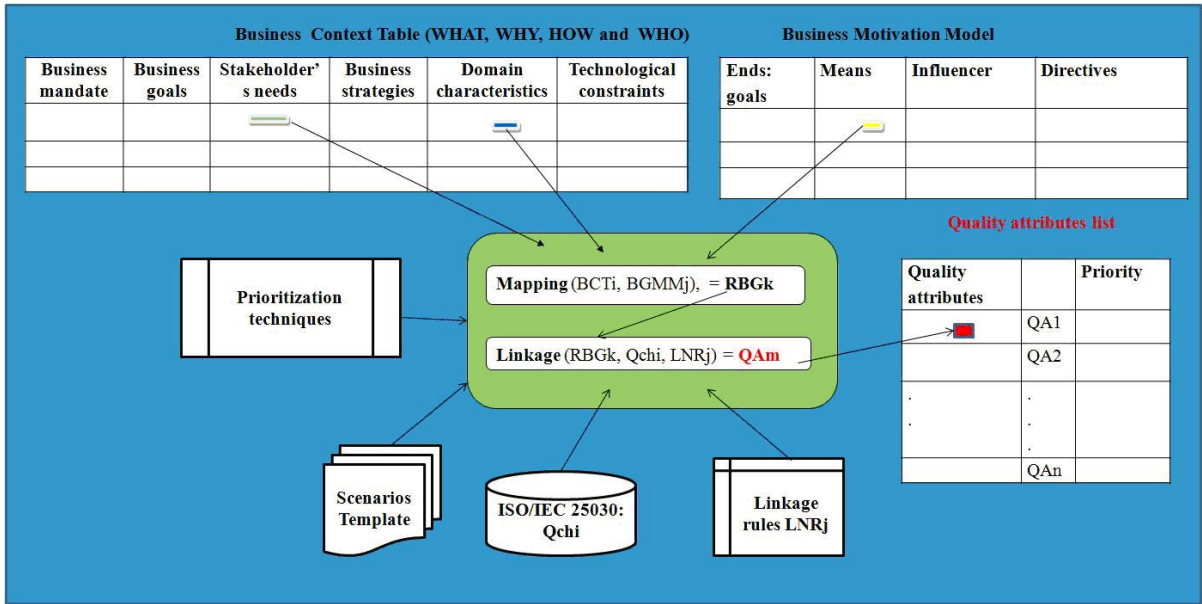 Business Context Table (WHAT, WHY, HOW and WHO)
Business Motivation Model
Business mandate
Business goals
Stakeholder’s needs
Business strategies
Domain characteristics
Technological constraints
Ends: goals
Means
Influencer
Directives
Quality attributes list
Quality attributes
Priority
QA1
QA2
.
.
.
.
.
QAn
Prioritization
techniques
Mapping (BCTi, BGMMj), = RBGk
Linkage (RBGk, Qchi, LNRj) = QAm
Scenarios
Template
ISO/IEC 25030:
Qchi
Linkage
rules LNRj